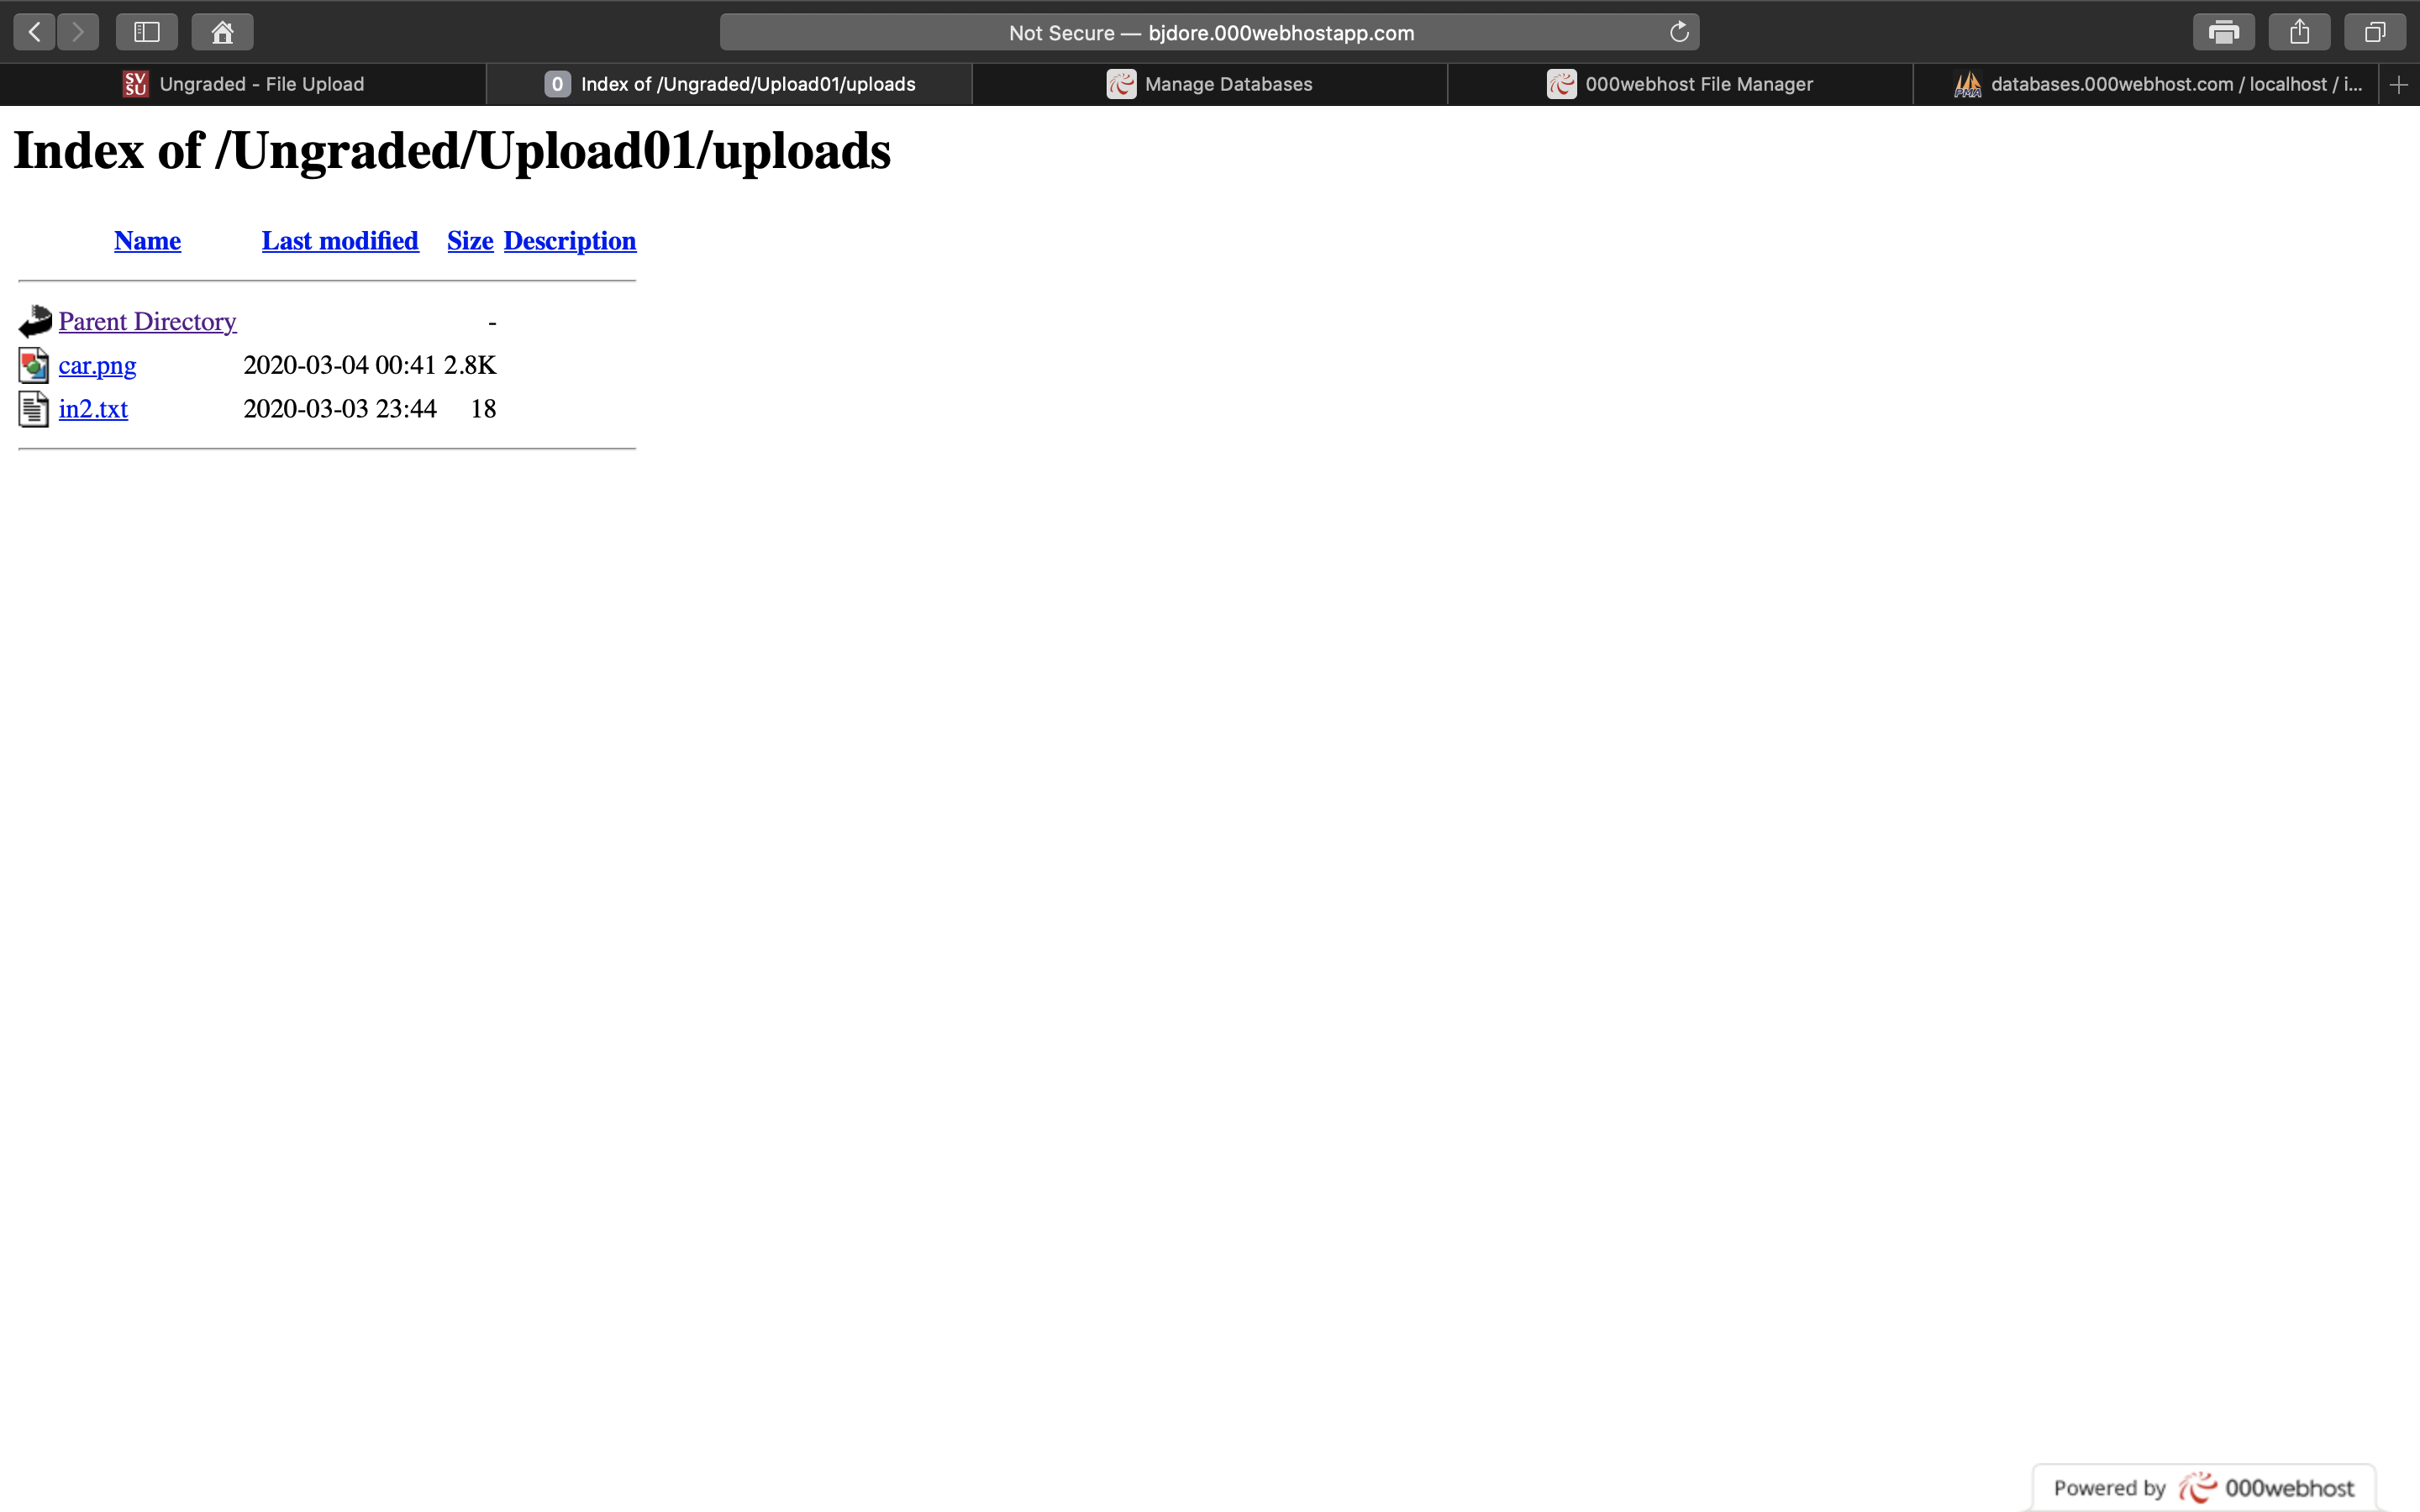 Not Secure — bjdore.000webhostapp.com
SV SU Ungraded - File Upload
0 Index of /Ungraded/Upload01/uploads
Manage Databases
000webhost File Manager
PMA databases.000webhost.com / localhost / i...
Index of /Ungraded/Upload01/uploads
Name Last modified Size Description
Parent Directory -
car.png 2020-03-04 00:41 2.8K
in2.txt 2020-03-03 23:44 18
Powered by 000webhost